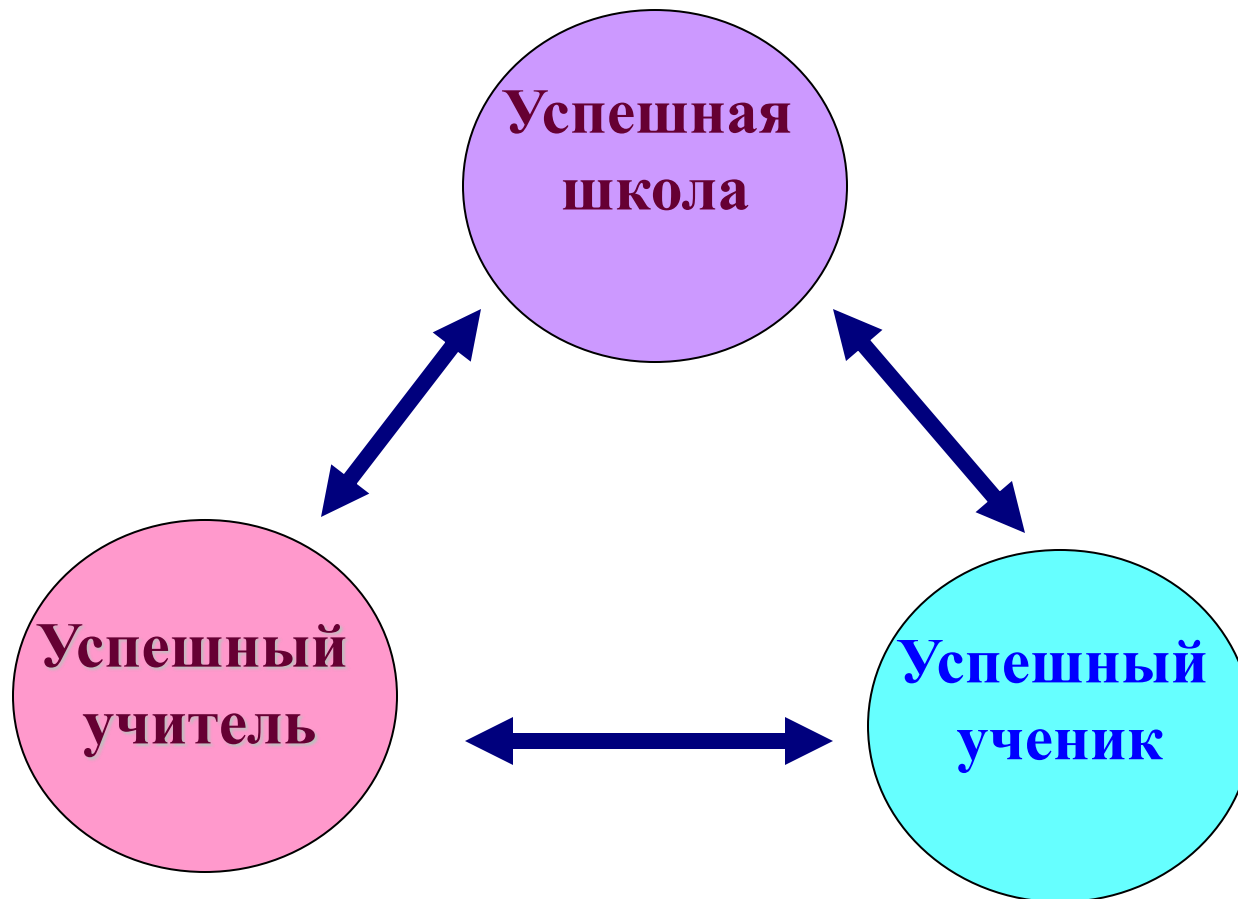 Успешная
школа
Успешный
учитель
Успешный
ученик